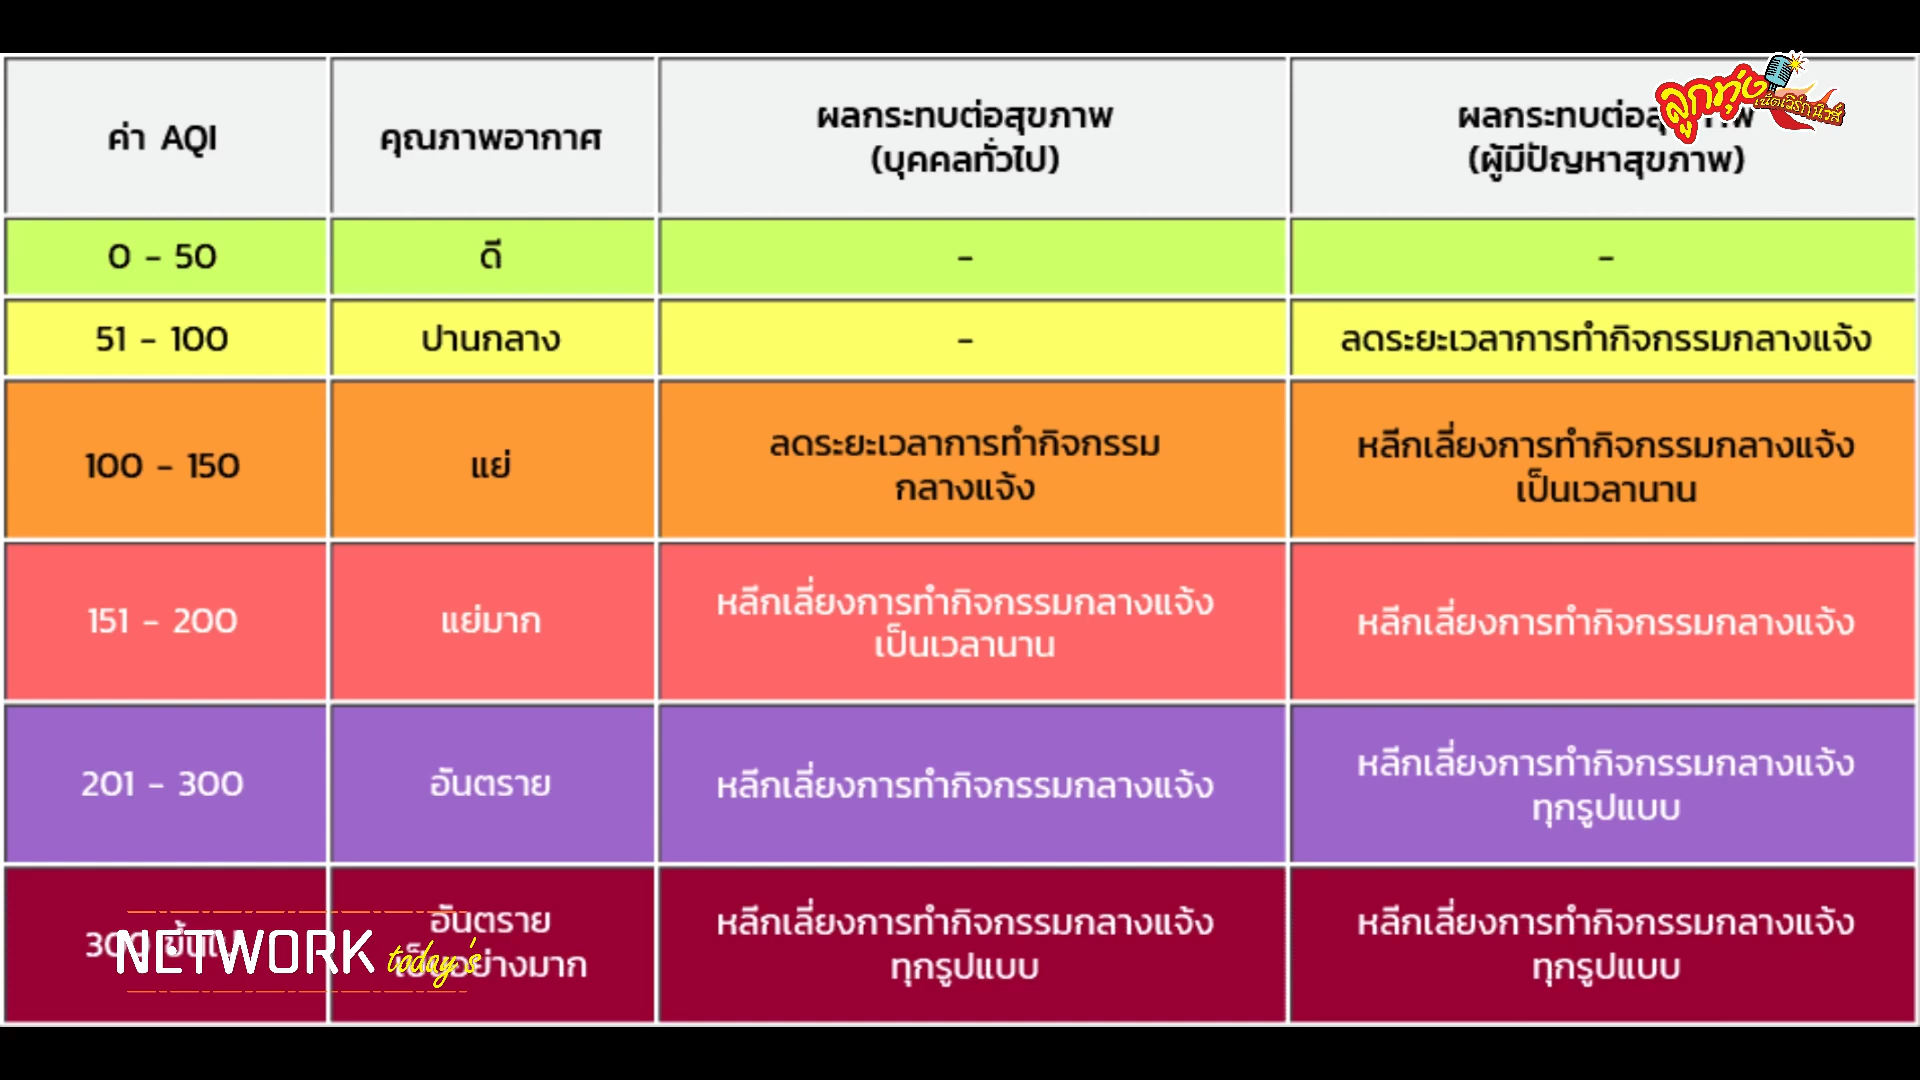 ค่า AQI
คุณภาพอากาศ
ผลกระทบต่อสุขภาพ
(บุคคลทั่วไป)
(ผู้มีปัญหาสุขภาพ)
ลูกทุ่ง
เน็ตเวิร์กนิวส์
0 - 50
ดี
-
-
51 - 100
ปานกลาง
-
ลดระยะเวลาการทำกิจกรรมกลางแจ้ง
100 - 150
แย่
ลดระยะเวลาการทำกิจกรรม
กลางแจ้ง
หลีกเลี่ยงการทำกิจกรรมกลางแจ้ง
เป็นเวลานาน
151 - 200
แย่มาก
หลีกเลี่ยงการทำกิจกรรมกลางแจ้ง
เป็นเวลานาน
หลีกเลี่ยงการทำกิจกรรมกลางแจ้ง
201 - 300
อันตราย
หลีกเลี่ยงการทำกิจกรรมกลางแจ้ง
หลีกเลี่ยงการทำกิจกรรมกลางแจ้ง
ทุกรูปแบบ
อันตราย
หลีกเลี่ยงการทำกิจกรรมกลางแจ้ง
ทุกรูปแบบ
หลีกเลี่ยงการทำกิจกรรมกลางแจ้ง
ทุกรูปแบบ
NETWORK today's